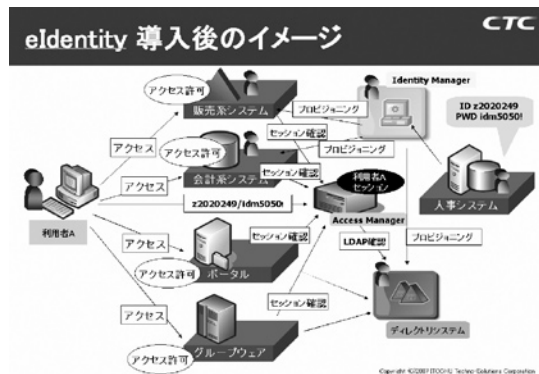 eIdentity 導入後のイメージ
CTC
アクセス許可
販売系システム
プロビジョニング
Identity Manager
ID z2020249
PWD idm5050!
アクセス
セッション確認
アクセス許可
プロビジョニング
アクセス
会計系システム
セッション確認
利用者A
セッション
人事システム
z2020249/idm5050!
Access Manager
利用者A
アクセス
セッション確認
LDAP確認
プロビジョニング
アクセス許可
ポータル
セッション確認
アクセス
ディレクトリシステム
グループウェア
アクセス許可
Copyright ©2007 ITOCHU Techno-Solutions Corporation